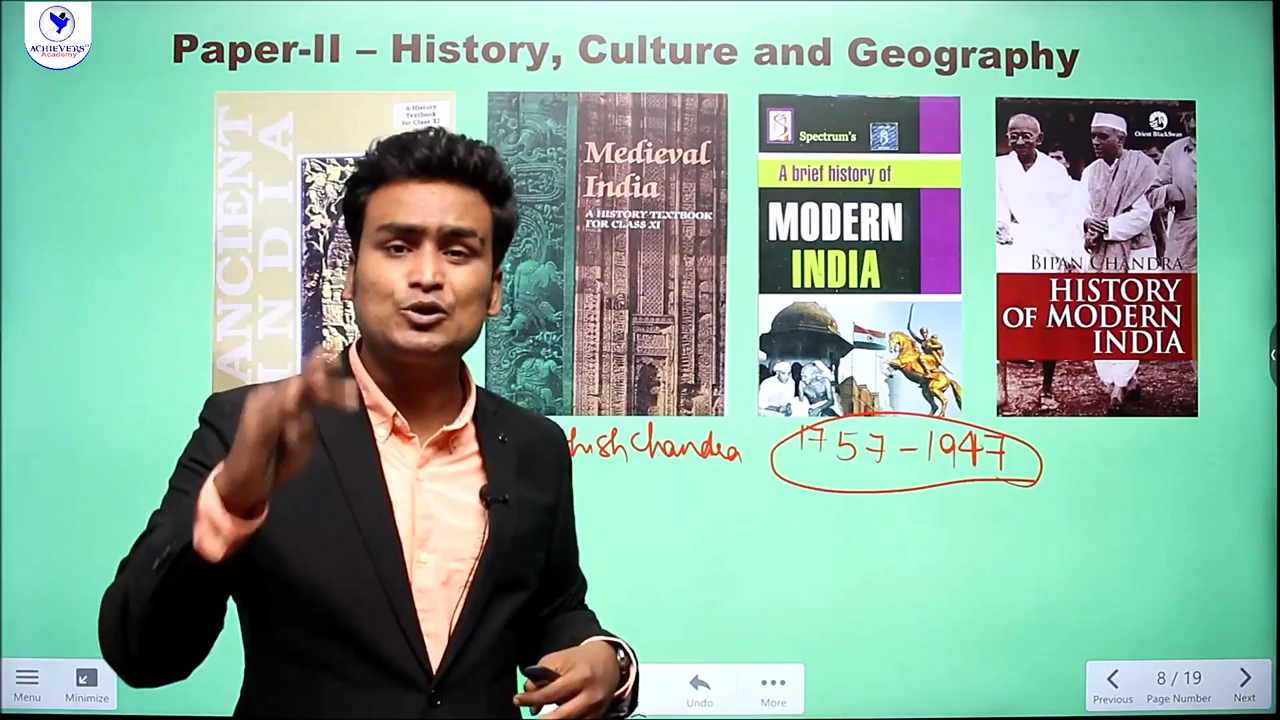 ACHIEVERS
Academy
Paper-II – History, Culture and Geography
A History
Textbook
for Class XI
ANCIENT
INDIA
Medieval
India
A HISTORY TEXTBOOK
FOR CLASS XI
Spectrum's
A brief history of
MODERN
INDIA
Orient BlackSwan
BIPAN CHANDRA
HISTORY
OF MODERN
INDIA
Chandra
1757-1947
Menu
Minimize
Undo
More
Previous
8 / 19
Page Number
Next